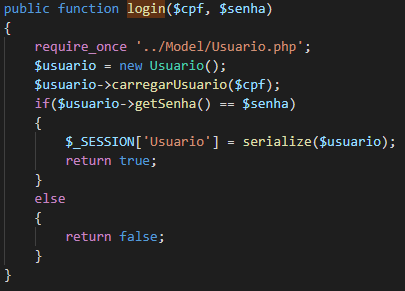 public function login($cpf, $senha)
{
    require_once '../Model/Usuario.php';
    $usuario = new Usuario();
    $usuario->carregarUsuario($cpf);
    if($usuario->getSenha() == $senha)
    {
        $_SESSION['Usuario'] = serialize($usuario);
        return true;
    }
    else
    {
        return false;
    }
}